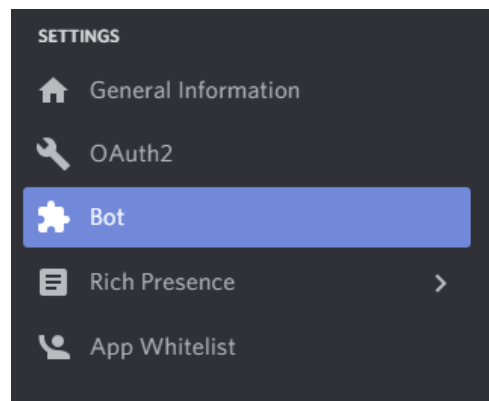 SETTINGS
General Information
OAuth2
Bot
Rich Presence
App Whitelist